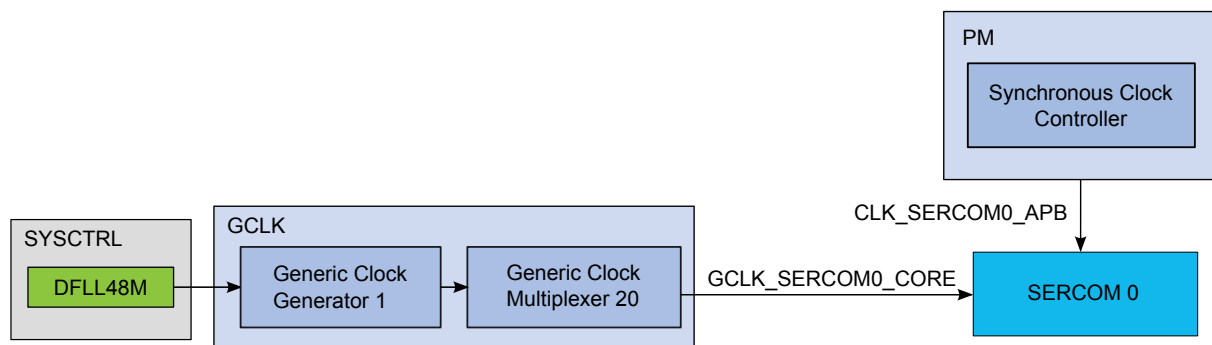 PM
Synchronous Clock
Controller
CLK_SERCOM0_APB
SYSCTRL
DFLL48M
GCLK
Generic Clock
Generator 1
Generic Clock
Multiplexer 20
GCLK_SERCOM0_CORE
SERCOM 0